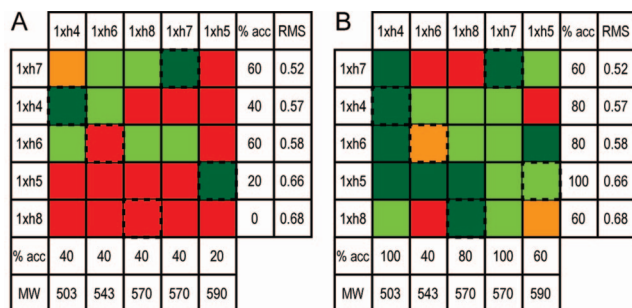 A
1xh4 1xh6 1xh8 1xh7 1xh5 % acc RMS
1xh7 60 0.52
1xh4 40 0.57
1xh6 60 0.58
1xh5 20 0.66
1xh8 0 0.68
% acc 40 40 40 40 20
MW 503 543 570 570 590
B
1xh4 1xh6 1xh8 1xh7 1xh5 % acc RMS
1xh7 60 0.52
1xh4 80 0.57
1xh6 80 0.58
1xh5 100 0.66
1xh8 60 0.68
% acc 100 40 80 100 60
MW 503 543 570 570 590